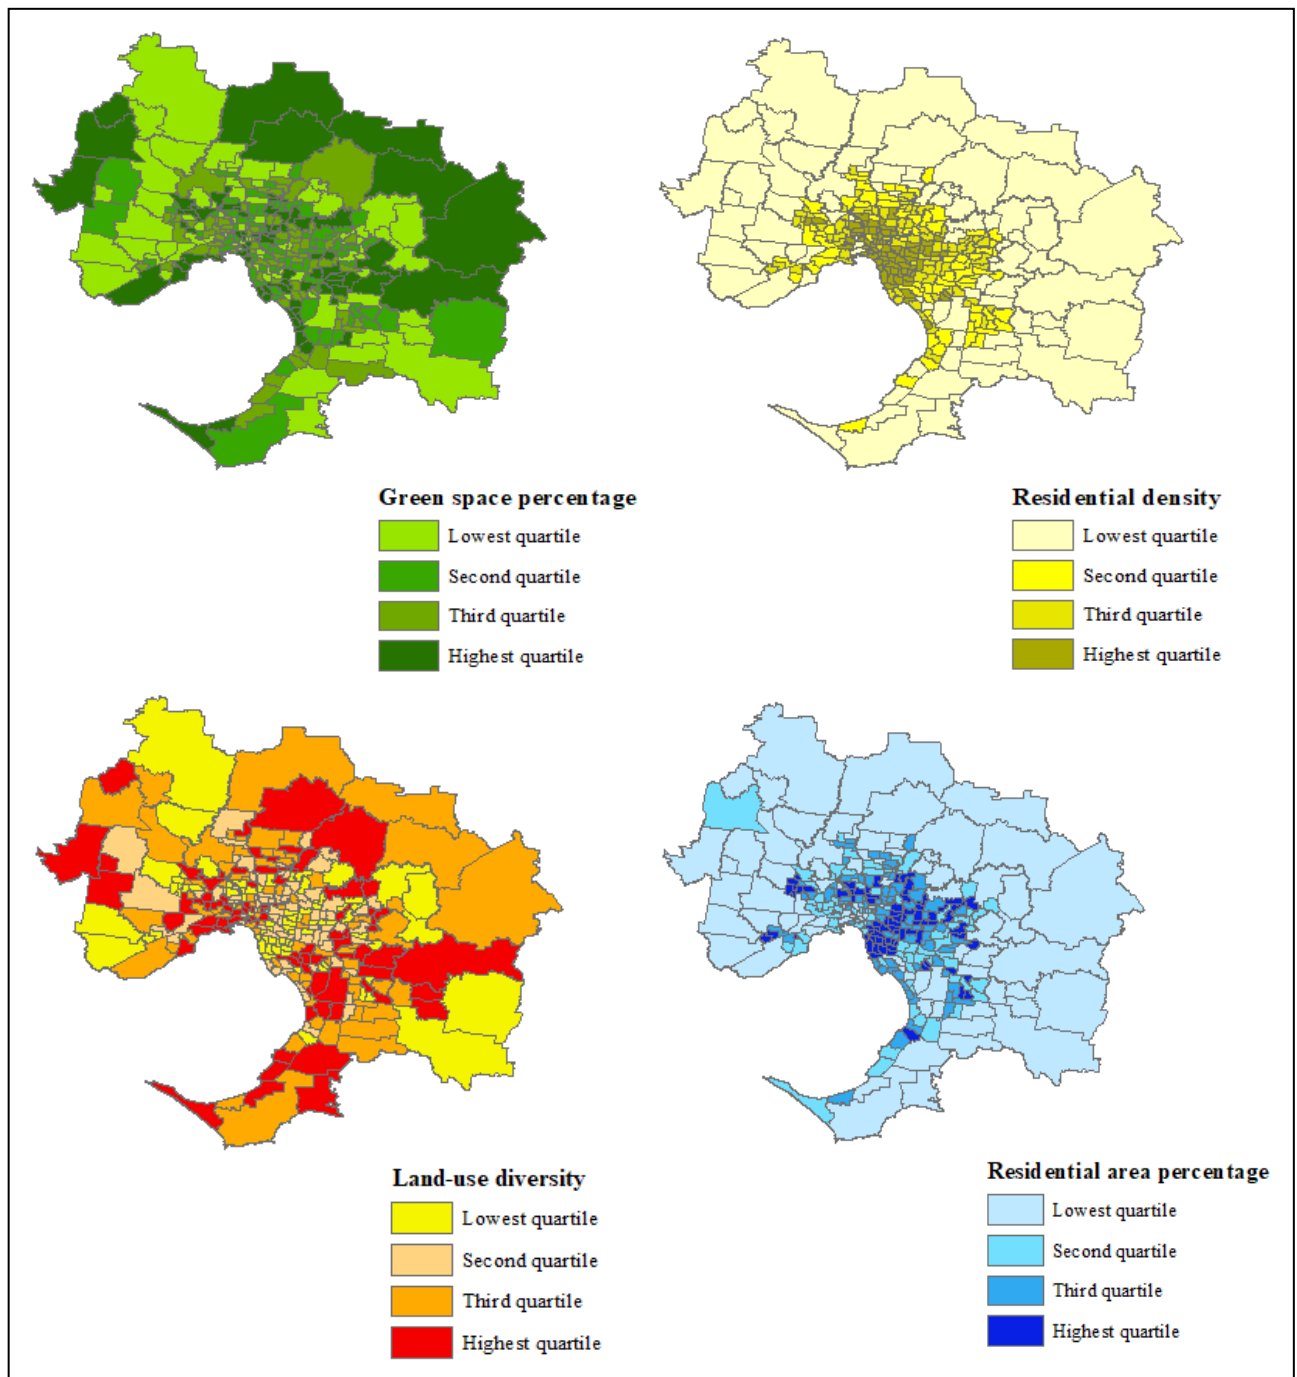 Green space percentage
Lowest quartile
Second quartile
Third quartile
Highest quartile
Residential density
Lowest quartile
Second quartile
Third quartile
Highest quartile
Land-use diversity
Lowest quartile
Second quartile
Third quartile
Highest quartile
Residential area percentage
Lowest quartile
Second quartile
Third quartile
Highest quartile